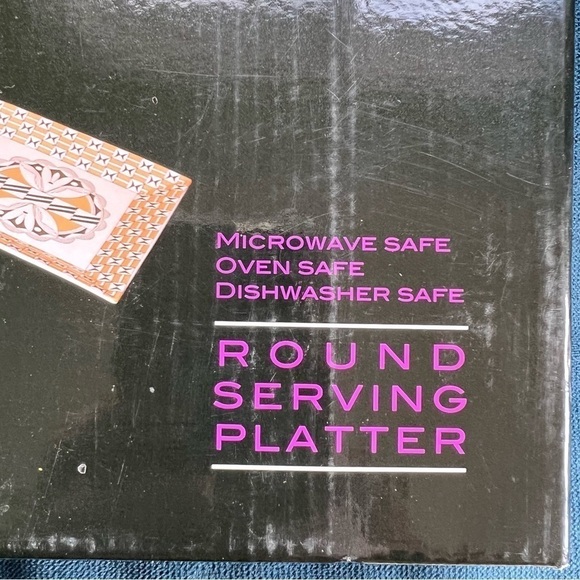 MICROWAVE SAFE
OVEN SAFE
DISHWASHER SAFE
ROUND
SERVING
PLATTER